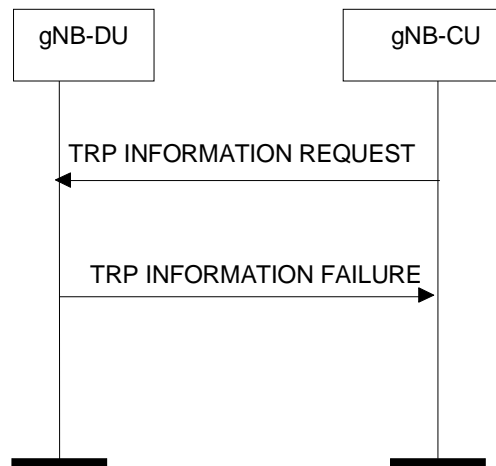 gNB-DU
gNB-CU
TRP INFORMATION REQUEST
TRP INFORMATION FAILURE